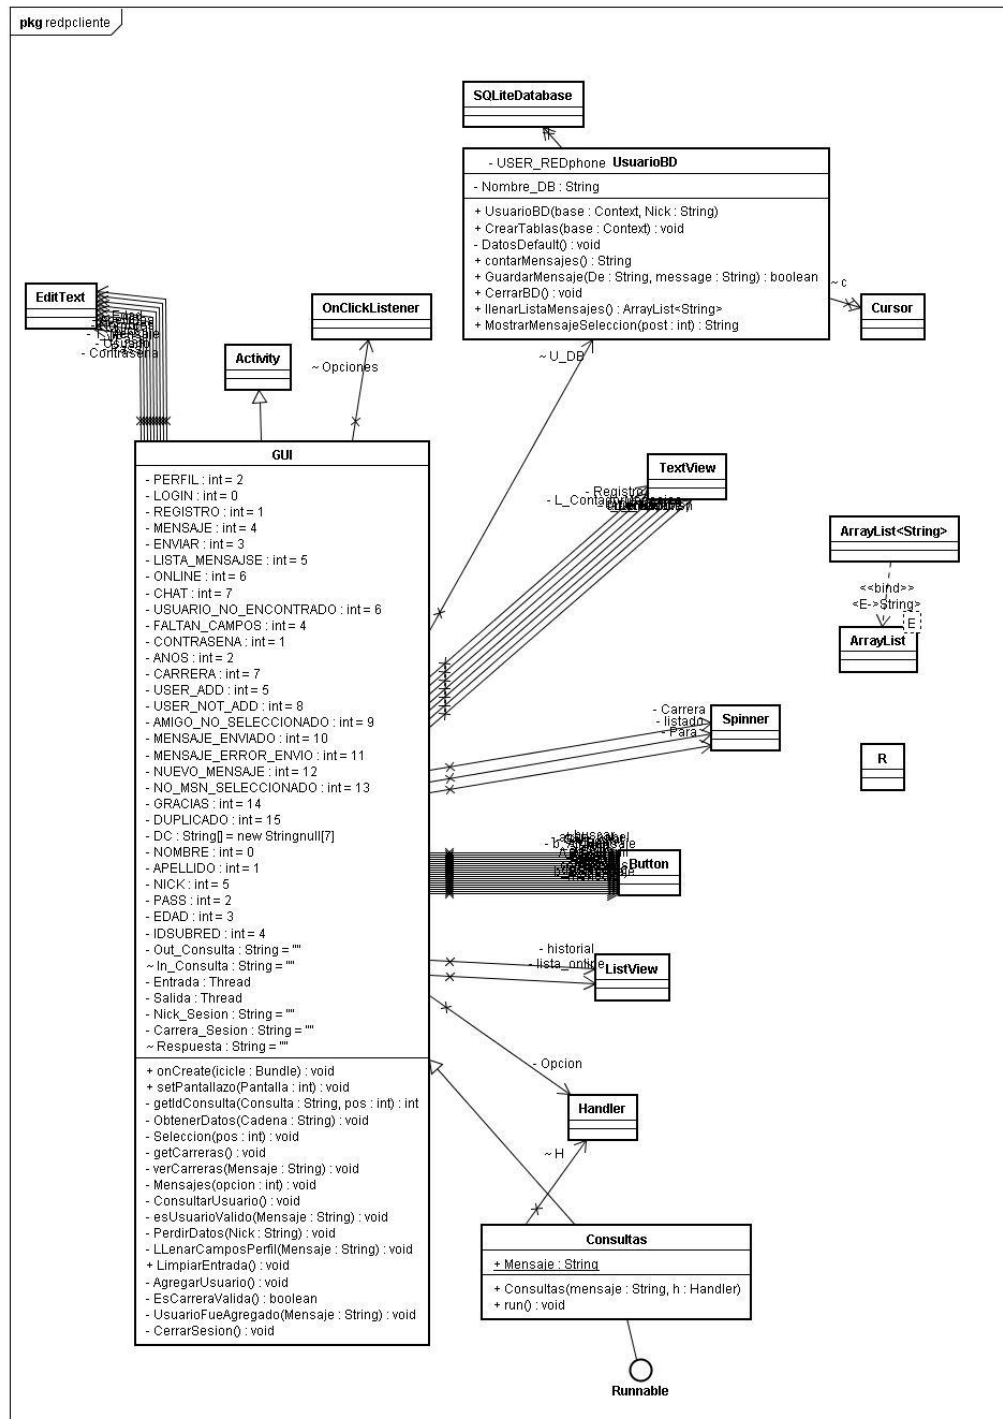 pkg redpcliente
SQLiteDatabase
- USER_REDphone UsuarioBD
- Nombre_DB : String
+ UsuarioBD(base : Context, Nick : String)
+ CrearTablas(base : Context) : void
- DatosDefault() : void
+ contarMensajes() : String
+ GuardarMensaje(De : String, message : String) : boolean
+ CerrarBD() : void
+ llenarListaMensajes() : ArrayList<String>
+ MostrarMensajeSeleccion(post : int) : String
~ c
Cursor
EditText
- Contrasena
OnClickListener
~ Opciones
Activity
~ U_DB
GUI
- PERFIL : int = 2
- LOGIN : int = 0
- REGISTRO : int = 1
- MENSAJE : int = 4
- ENVIAR : int = 3
- LISTA_MENSAJSE : int = 5
- ONLINE : int = 6
- CHAT : int = 7
- USUARIO_NO_ENCONTRADO : int = 6
- FALTAN_CAMPOS : int = 4
- CONTRASENA : int = 1
- ANOS : int = 2
- CARRERA : int = 7
- USER_ADD : int = 5
- USER_NOT_ADD : int = 8
- AMIGO_NO_SELECCIONADO : int = 9
- MENSAJE_ENVIADO : int = 10
- MENSAJE_ERROR_ENVIO : int = 11
- NUEVO_MENSAJE : int = 12
- NO_MSN_SELECCIONADO : int = 13
- GRACIAS : int = 14
- DUPLICADO : int = 15
- DC : String[] = new Stringnull[7]
- NOMBRE : int = 0
- APELLIDO : int = 1
- NICK : int = 5
- PASS : int = 2
- EDAD : int = 3
- IDSUBRED : int = 4
- Out_Consulta : String = ""
~ In_Consulta : String = ""
- Entrada : Thread
- Salida : Thread
- Nick_Sesion : String = ""
- Carrera_Sesion : String = ""
~ Respuesta : String = ""
+ onCreate(icicle : Bundle) : void
+ setPantallazo(Pantalla : int) : void
- getIdConsulta(Consulta : String, pos : int) : int
- ObtenerDatos(Cadena : String) : void
- Seleccion(pos : int) : void
- getCarreras() : void
- verCarreras(Mensaje : String) : void
- Mensajes(opcion : int) : void
- ConsultarUsuario() : void
- esUsuarioValido(Mensaje : String) : void
- PerdirDatos(Nick : String) : void
- LLenarCamposPerfil(Mensaje : String) : void
+ LimpiarEntrada() : void
- AgregarUsuario() : void
- EsCarreraValida() : boolean
- UsuarioFueAgregado(Mensaje : String) : void
- CerrarSesion() : void
TextView
- Registro
ArrayList<String>
<<bind>>
<E->String>
E
ArrayList
- Carrera
- listado
- Para
Spinner
R
Button
- historial
- lista_online
ListView
- Opcion
Handler
~ H
Consultas
+ Mensaje : String
+ Consultas(mensaje : String, h : Handler)
+ run() : void
Runnable